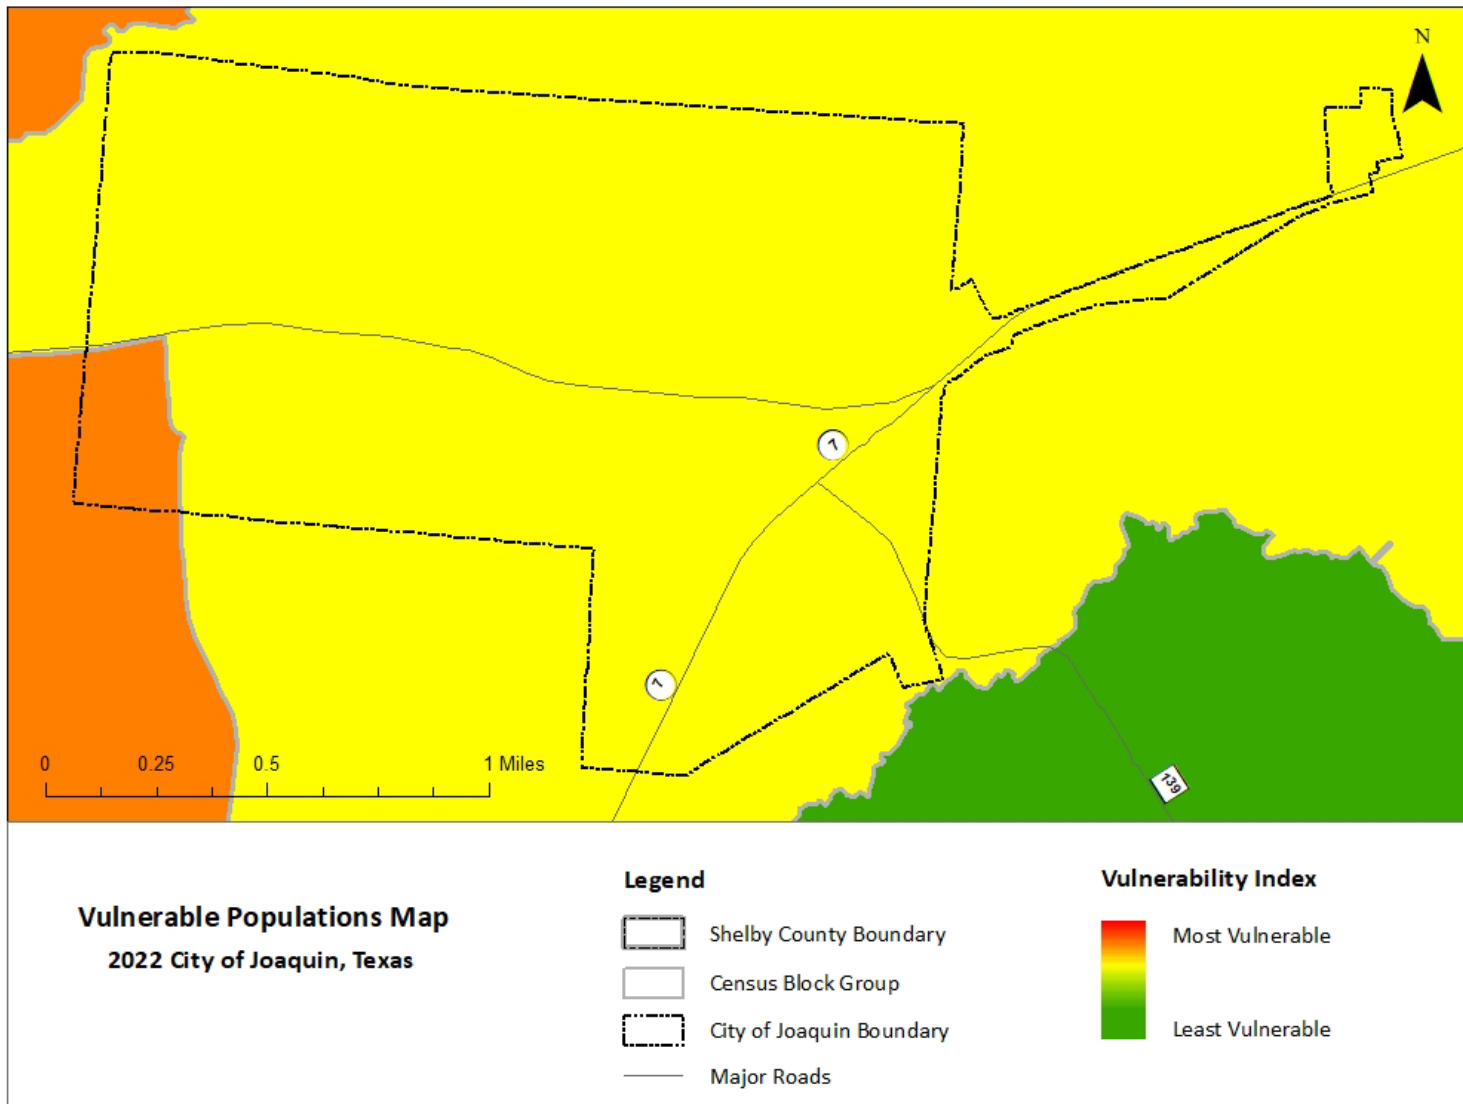 N
7
7
139
0 0.25 0.5 1 Miles
Vulnerable Populations Map
2022 City of Joaquin, Texas
Legend
Shelby County Boundary
Census Block Group
City of Joaquin Boundary
Major Roads
Vulnerability Index
Most Vulnerable
Least Vulnerable